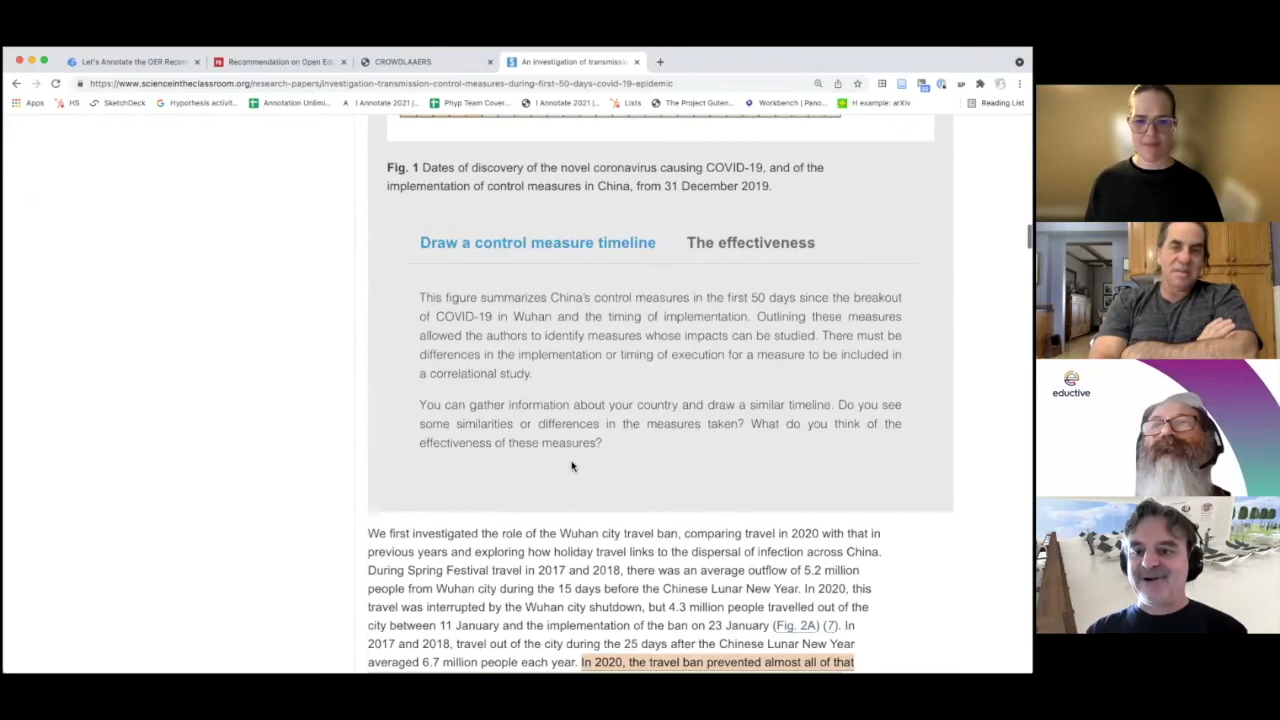 Let's Annotate the OER Recon
Recommendation on Open Edu
CROWDLAAERS
An investigation of transmissi
https://www.scienceintheclassroom.org/research-papers/investigation-transmission-control-measures-during-first-50-days-covid-19-epidemic
Apps
HS
SketchDeck
Hypothesis activit...
Annotation Unlimi...
I Annotate 2021 |...
Phyp Team Cover...
I Annotate 2021 |...
Lists
The Project Guten...
Workbench | Pano...
H example: arXiv
Reading List
Fig. 1 Dates of discovery of the novel coronavirus causing COVID-19, and of the
implementation of control measures in China, from 31 December 2019.
Draw a control measure timeline
The effectiveness
This figure summarizes China's control measures in the first 50 days since the breakout
of COVID-19 in Wuhan and the timing of implementation. Outlining these measures
allowed the authors to identify measures whose impacts can be studied. There must be
differences in the implementation or timing of execution for a measure to be included in
a correlational study.
You can gather information about your country and draw a similar timeline. Do you see
some similarities or differences in the measures taken? What do you think of the
effectiveness of these measures?
We first investigated the role of the Wuhan city travel ban, comparing travel in 2020 with that in
previous years and exploring how holiday travel links to the dispersal of infection across China.
During Spring Festival travel in 2017 and 2018, there was an average outflow of 5.2 million
people from Wuhan city during the 15 days before the Chinese Lunar New Year. In 2020, this
travel was interrupted by the Wuhan city shutdown, but 4.3 million people travelled out of the
city between 11 January and the implementation of the ban on 23 January (Fig. 2A) (7). In
2017 and 2018, travel out of the city during the 25 days after the Chinese Lunar New Year
averaged 6.7 million people each year. In 2020, the travel ban prevented almost all of that
eductive